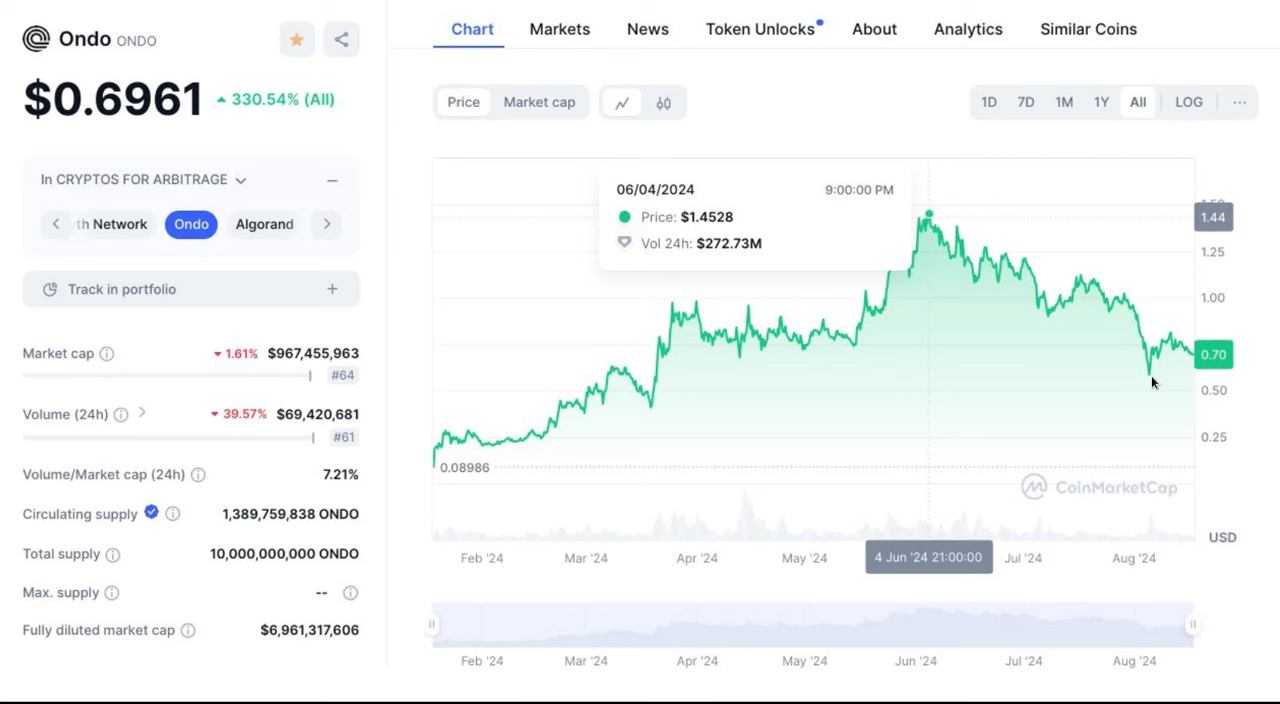 Ondo ONDO
$0.6961 330.54% (All)
In CRYPTOS FOR ARBITRAGE
th Network Ondo Algorand
Track in portfolio +
Market cap 1.61% $967,455,963
#64
Volume (24h) 39.57% $69,420,681
#61
Volume/Market cap (24h) 7.21%
Circulating supply 1,389,759,838 ONDO
Total supply 10,000,000,000 ONDO
Max. supply --
Fully diluted market cap $6,961,317,606
Chart Markets News Token Unlocks About Analytics Similar Coins
Price Market cap 1D 7D 1M 1Y All LOG ...
06/04/2024 9:00:00 PM
Price: $1.4528
Vol 24h: $272.73M
1.44
1.25
1.00
0.70
0.50
0.25
0.08986
CoinMarketCap
USD
Feb '24 Mar '24 Apr '24 May '24 4 Jun '24 21:00:00 Jul '24 Aug '24
Feb '24 Mar '24 Apr '24 May '24 Jun '24 Jul '24 Aug '24